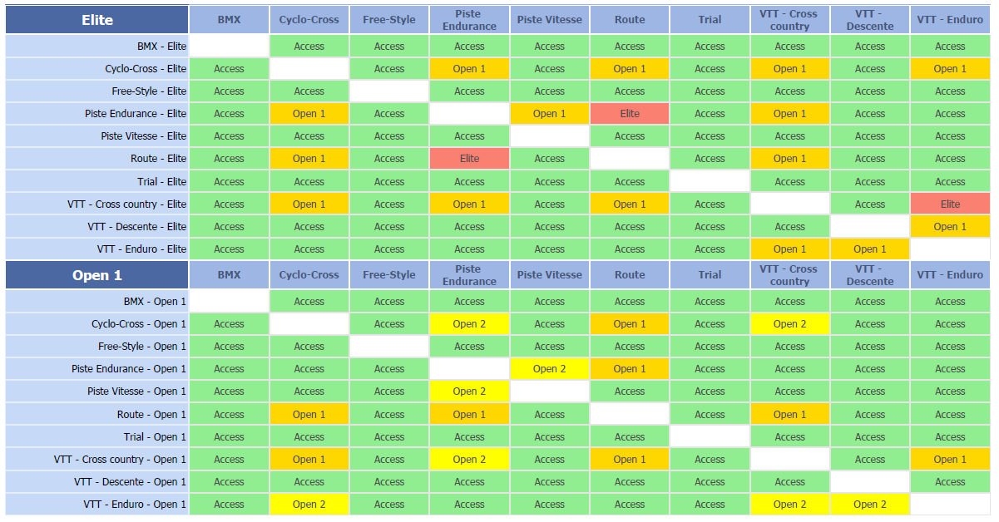 Elite BMX Cyclo-Cross Free-Style Piste Endurance Piste Vitesse Route Trial VTT - Cross country VTT - Descente VTT - Enduro
BMX - Elite Access Access Access Access Access Access Access Access Access
Cyclo-Cross - Elite Access Access Open 1 Access Open 1 Access Open 1 Access Open 1
Free-Style - Elite Access Access Access Access Access Access Access Access Access
Piste Endurance - Elite Access Open 1 Access Open 1 Elite Access Open 1 Access Access
Piste Vitesse - Elite Access Access Access Access Access Access Access Access Access
Route - Elite Access Open 1 Access Elite Access Access Open 1 Access Access
Trial - Elite Access Access Access Access Access Access Access Access Access
VTT - Cross country - Elite Access Open 1 Access Open 1 Access Open 1 Access Access Elite
VTT - Descente - Elite Access Access Access Access Access Access Access Access Open 1
VTT - Enduro - Elite Access Access Access Access Access Access Access Open 1 Open 1
Open 1 BMX Cyclo-Cross Free-Style Piste Endurance Piste Vitesse Route Trial VTT - Cross country VTT - Descente VTT - Enduro
BMX - Open 1 Access Access Access Access Access Access Access Access Access
Cyclo-Cross - Open 1 Access Access Open 2 Access Open 1 Access Open 2 Access Access
Free-Style - Open 1 Access Access Access Access Access Access Access Access Access
Piste Endurance - Open 1 Access Access Access Open 2 Open 1 Access Access Access Access
Piste Vitesse - Open 1 Access Access Access Open 2 Access Access Access Access Access
Route - Open 1 Access Open 1 Access Open 1 Access Access Open 1 Access Access
Trial - Open 1 Access Access Access Access Access Access Access Access Access
VTT - Cross country - Open 1 Access Open 1 Access Open 2 Access Open 1 Access Access Open 1
VTT - Descente - Open 1 Access Access Access Access Access Access Access Access Access
VTT - Enduro - Open 1 Access Open 2 Access Access Access Access Access Open 2 Open 2